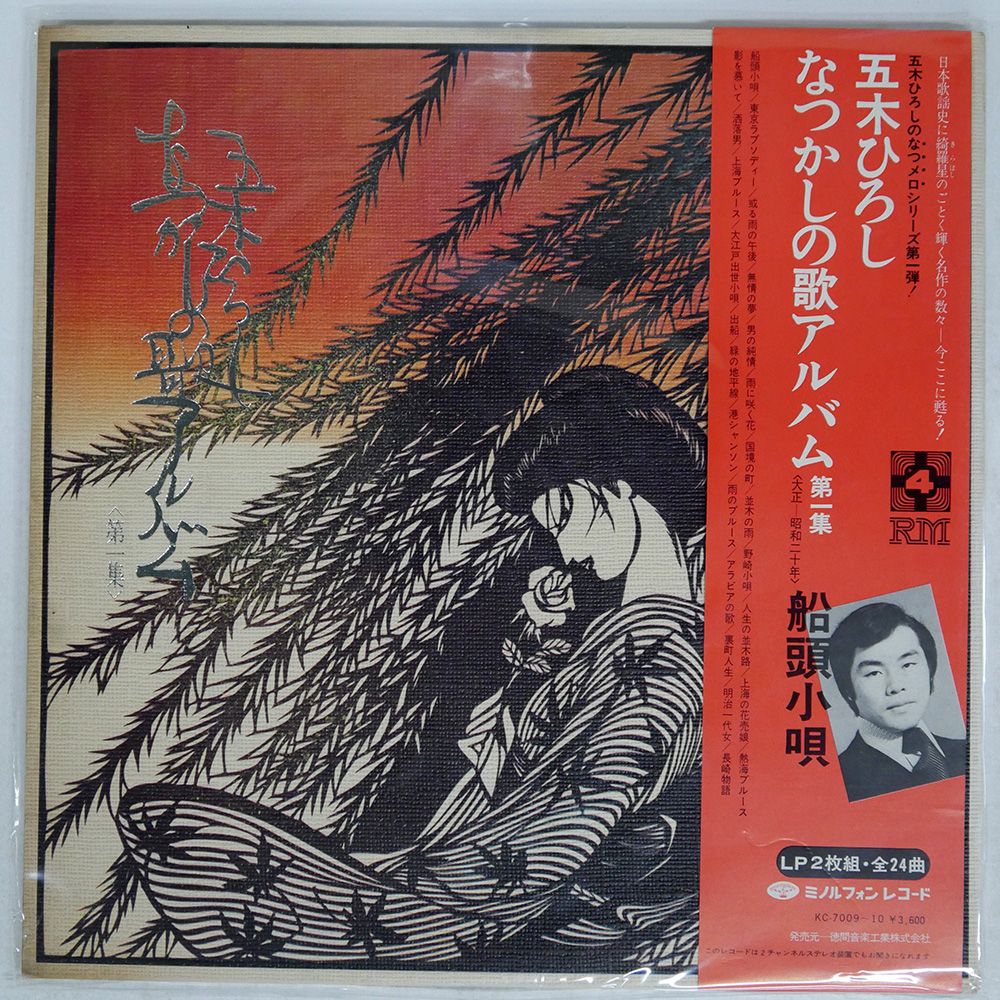 日本歌謡史に綺羅星のごとく輝く名作の数々―今ここに甦る!
きらぼし
五木ひろしのなつメロシリーズ第一弾!
五木ひろし
なつかしの歌アルバム 第一集
〈大正―昭和二十年〉
船頭小唄
船頭小唄/東京ラプソディー/或る雨の午後/無情の夢/男の純情/雨に咲く花/国境の町/並木の雨/野崎小唄/人生の並木路/上海の花売娘/熱海ブルース
影を慕いて/洒落男/上海ブルース/大江戸出世小唄/出船/緑の地平線/港シャンソン/雨のブルース/アラビアの歌/裏町人生/明治一代女/長崎物語
4
RM
LP2枚組・全24曲
ミノルフォンレコード
KC-7009~10 ¥3,600
発売元―徳間音楽工業株式会社
このレコードは2チャンネルステレオ装置でもお聞きになれます
五木ひろし
なつかしの歌アルバム
〈第一集〉